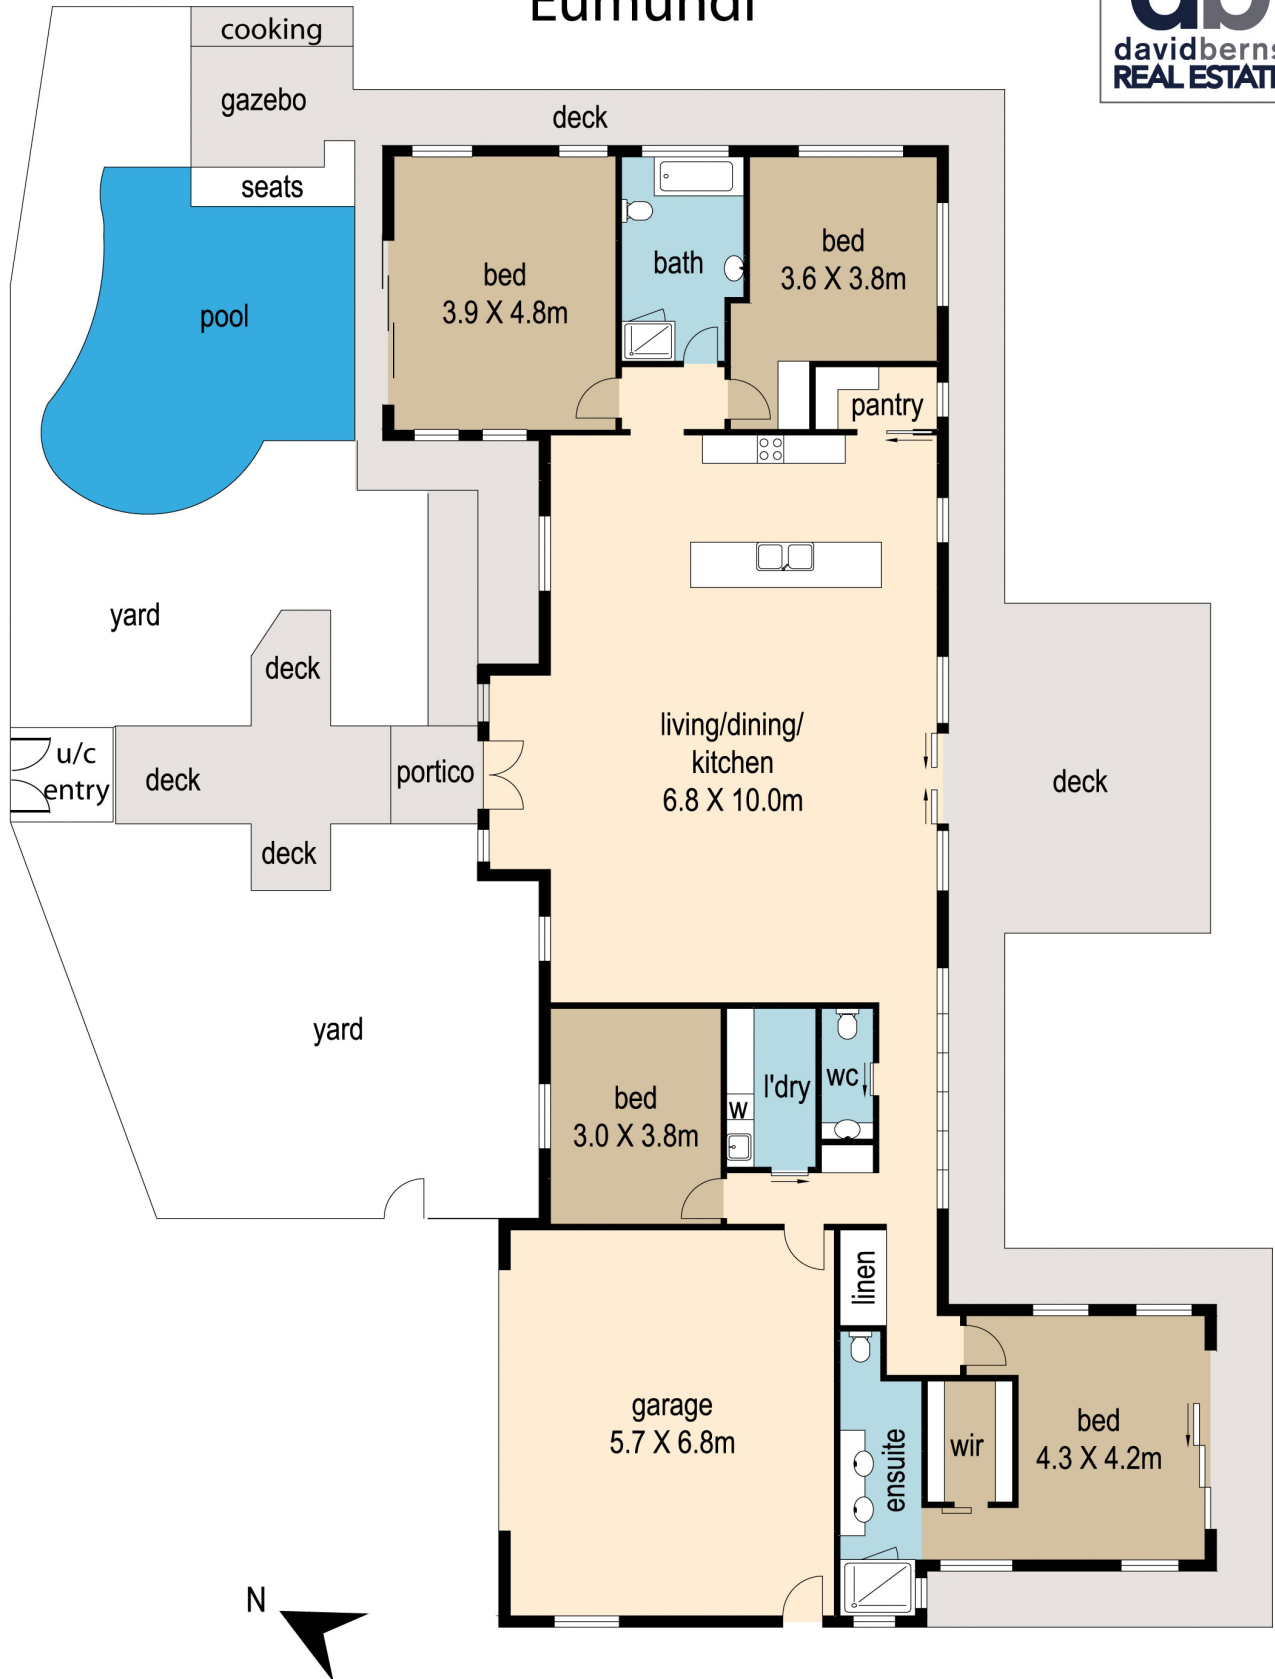 Eumundi
db
davidberns
REAL ESTATE
cooking
gazebo
deck
seats
pool
bed
3.9 X 4.8m
bath
bed
3.6 X 3.8m
pantry
yard
deck
u/c
entry
deck
portico
deck
living/dining/
kitchen
6.8 X 10.0m
deck
yard
bed
3.0 X 3.8m
w
l'dry
wc
linen
garage
5.7 X 6.8m
ensuite
wir
bed
4.3 X 4.2m
N